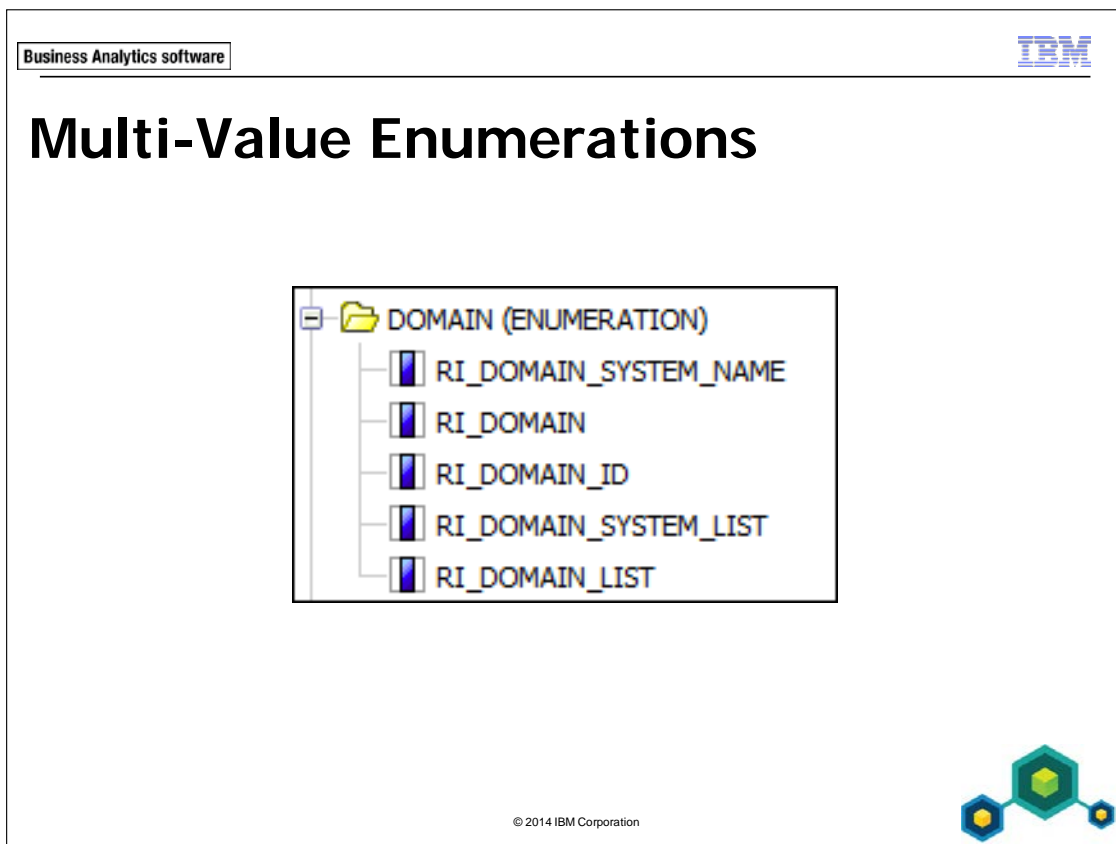 Business Analytics software
IBM
Multi-Value Enumerations
DOMAIN (ENUMERATION)
RI_DOMAIN_SYSTEM_NAME
RI_DOMAIN
RI_DOMAIN_ID
RI_DOMAIN_SYSTEM_LIST
RI_DOMAIN_LIST
© 2014 IBM Corporation